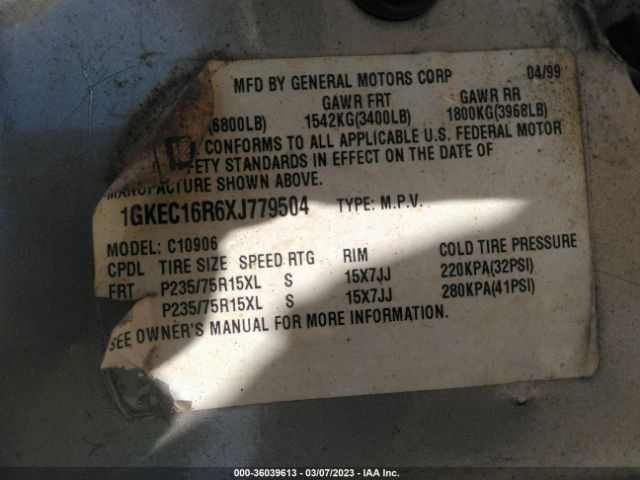 MFD BY GENERAL MOTORS CORP 04/99
GAWR FRT GAWR RR
(6800LB) 1542KG(3400LB) 1800KG(3968LB)
CONFORMS TO ALL APPLICABLE U.S. FEDERAL MOTOR
FETY STANDARDS IN EFFECT ON THE DATE OF
MANUFACTURE SHOWN ABOVE.
1GKEC16R6XJ779504 TYPE: M.P.V.
MODEL: C10906
CPDL TIRE SIZE SPEED RTG RIM COLD TIRE PRESSURE
FRT P235/75R15XL S 15X7JJ 220KPA(32PSI)
P235/75R15XL S 15X7JJ 280KPA(41PSI)
SEE OWNER'S MANUAL FOR MORE INFORMATION.
000-36039613 - 03/07/2023 - IAA Inc.